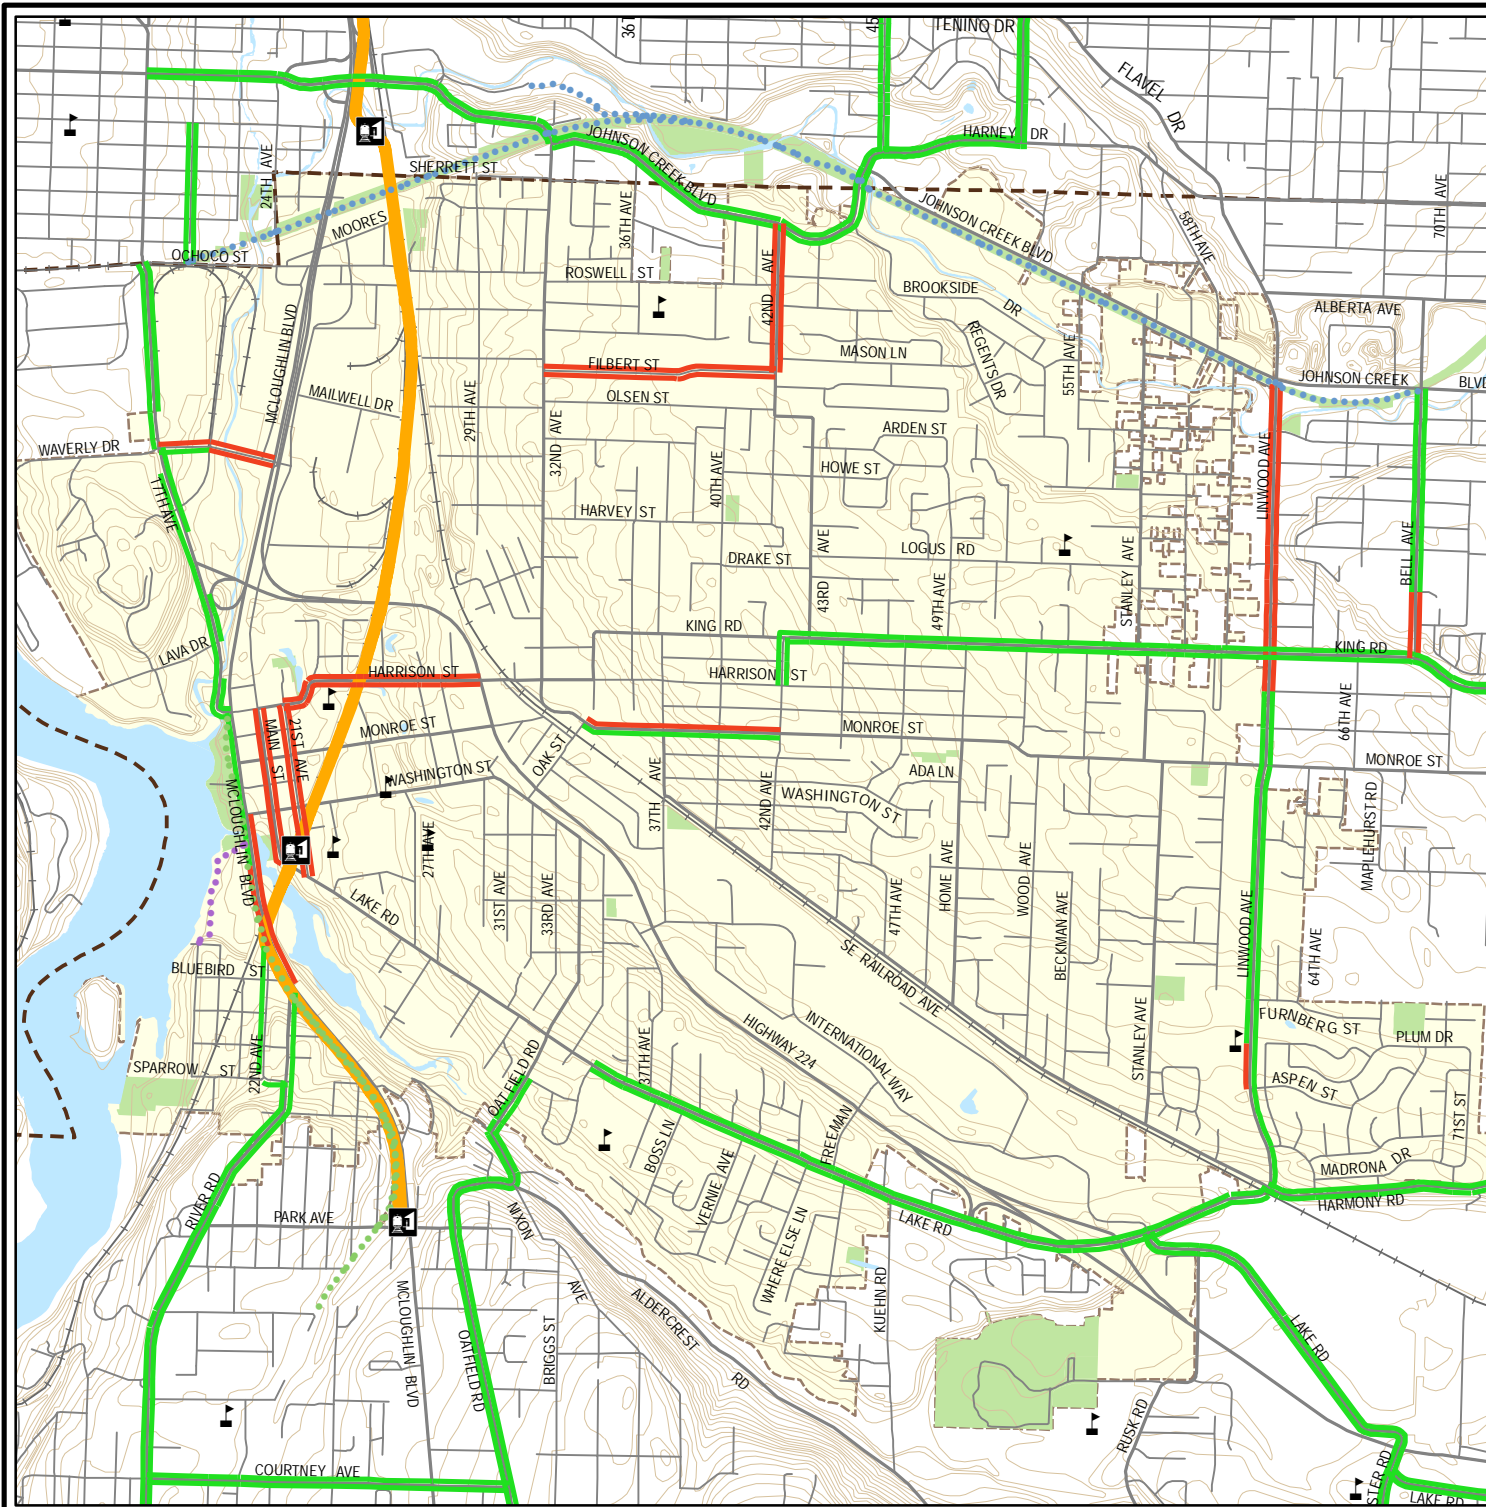 36T
45
TENINO DR
FLAVEL DR
HARNEY DR
JOHNSON CREEK BLVD
SHERRETT ST
24TH AVE
MOORES
OCHOCO ST
36TH AVE
ROSWELL ST
42ND AVE
JOHNSON CREEK BLVD
58TH AVE
70TH AVE
BROOKSIDE DR
REGENTS DR
ALBERTA AVE
MCLOUGHLIN BLVD
MAILWELL DR
FILBERT ST
OLSEN ST
MASON LN
55TH AVE
JOHNSON CREEK BLVD
29TH AVE
32ND AVE
WAVERLY DR
17TH AVE
ARDEN ST
HOWE ST
40TH AVE
HARVEY ST
DRAKE ST
43RD AVE
LOGUS RD
49TH AVE
STANLEY AVE
LINWOOD AVE
BELL AVE
LAVA DR
KING RD
KING RD
HARRISON ST
HARRISON ST
MAIN ST
21ST AVE
MONROE ST
MONROE ST
MONROE ST
66TH AVE
WASHINGTON ST
OAK ST
ADA LN
WASHINGTON ST
37TH AVE
42ND AVE
MCLOUGHLIN BLVD
27TH AVE
31ST AVE
33RD AVE
LAKE RD
47TH AVE
HOME AVE
WOOD AVE
BECKMAN AVE
LINWOOD AVE
64TH AVE
MAPLEHURST RD
BLUEBIRD ST
SE RAILROAD AVE
HIGHWAY 224
INTERNATIONAL WAY
STANLEY AVE
FURNBERG ST
PLUM DR
ASPEN ST
71ST ST
SPARROW ST
22ND AVE
OATFIELD RD
37TH AVE
BOSS LN
VERNIE AVE
FREEMAN
WHERE ELSE LN
MADRONA DR
HARMONY RD
LAKE RD
RIVER RD
PARK AVE
NIXON AVE
KUEHN RD
ALDERCREST RD
MCLOUGHLIN BLVD
OATFIELD RD
BRIGGS ST
LAKE RD
RUSK RD
COURTNEY AVE
STER RD
LAKE RD